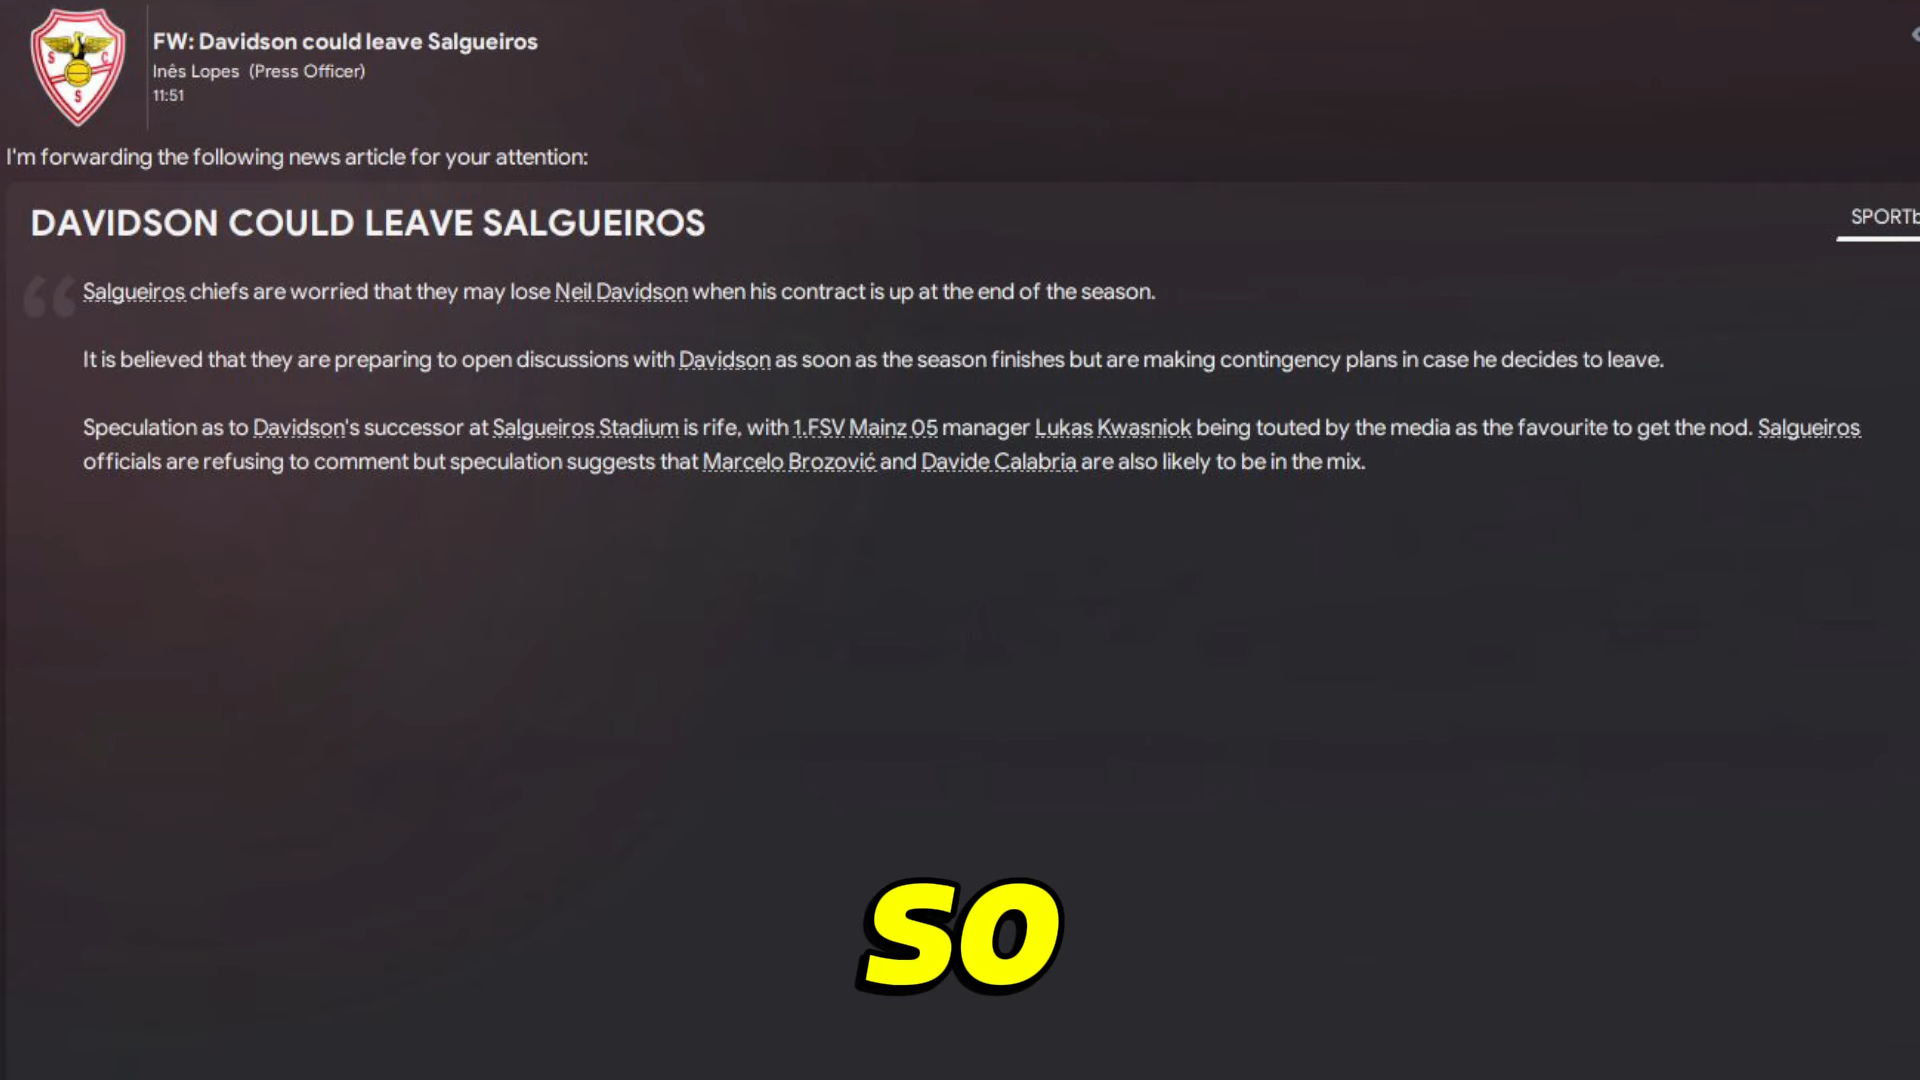 FW: Davidson could leave Salgueiros
Inês Lopes (Press Officer)
11:51
S C
S
I'm forwarding the following news article for your attention:
DAVIDSON COULD LEAVE SALGUEIROS
SPORTb
Salgueiros chiefs are worried that they may lose Neil Davidson when his contract is up at the end of the season.
It is believed that they are preparing to open discussions with Davidson as soon as the season finishes but are making contingency plans in case he decides to leave.
Speculation as to Davidson's successor at Salgueiros Stadium is rife, with 1.FSV Mainz 05 manager Lukas Kwasniok being touted by the media as the favourite to get the nod. Salgueiros
officials are refusing to comment but speculation suggests that Marcelo Brozović and Davide Calabria are also likely to be in the mix.
SO